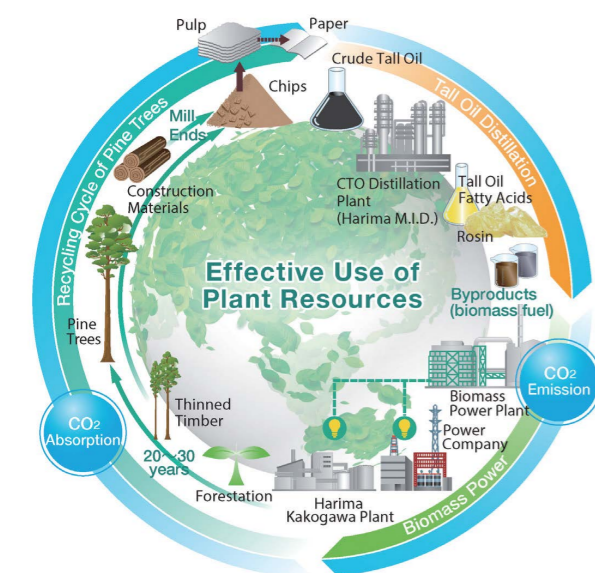 Pulp
Paper
Crude Tall Oil
Chips
Mill
Ends
Construction
Materials
Recycling Cycle of Pine Trees
Tall Oil Distillation
CTO Distillation
Plant
(Harima M.I.D.)
Tall Oil
Fatty Acids
Rosin
Effective Use of
Plant Resources
Byproducts
(biomass fuel)
Pine
Trees
CO2
Emission
Biomass
Power Plant
Thinned
Timber
CO2
Absorption
Power
Company
20~30
years
Forestation
Harima
Kakogawa Plant
Biomass Power